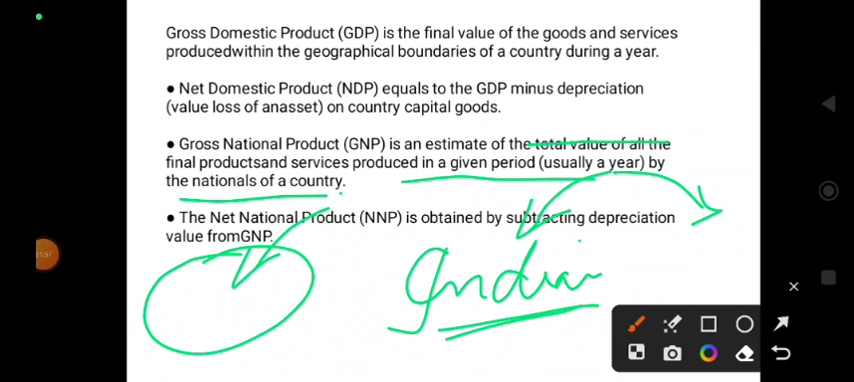 Gross Domestic Product (GDP) is the final value of the goods and services
producedwithin the geographical boundaries of a country during a year.
● Net Domestic Product (NDP) equals to the GDP minus depreciation
(value loss of anasset) on country capital goods.
● Gross National Product (GNP) is an estimate of the total value of all the
final productsand services produced in a given period (usually a year) by
the nationals of a country.
● The Net National Product (NNP) is obtained by subtracting depreciation
value fromGNP.
01:57
Indian